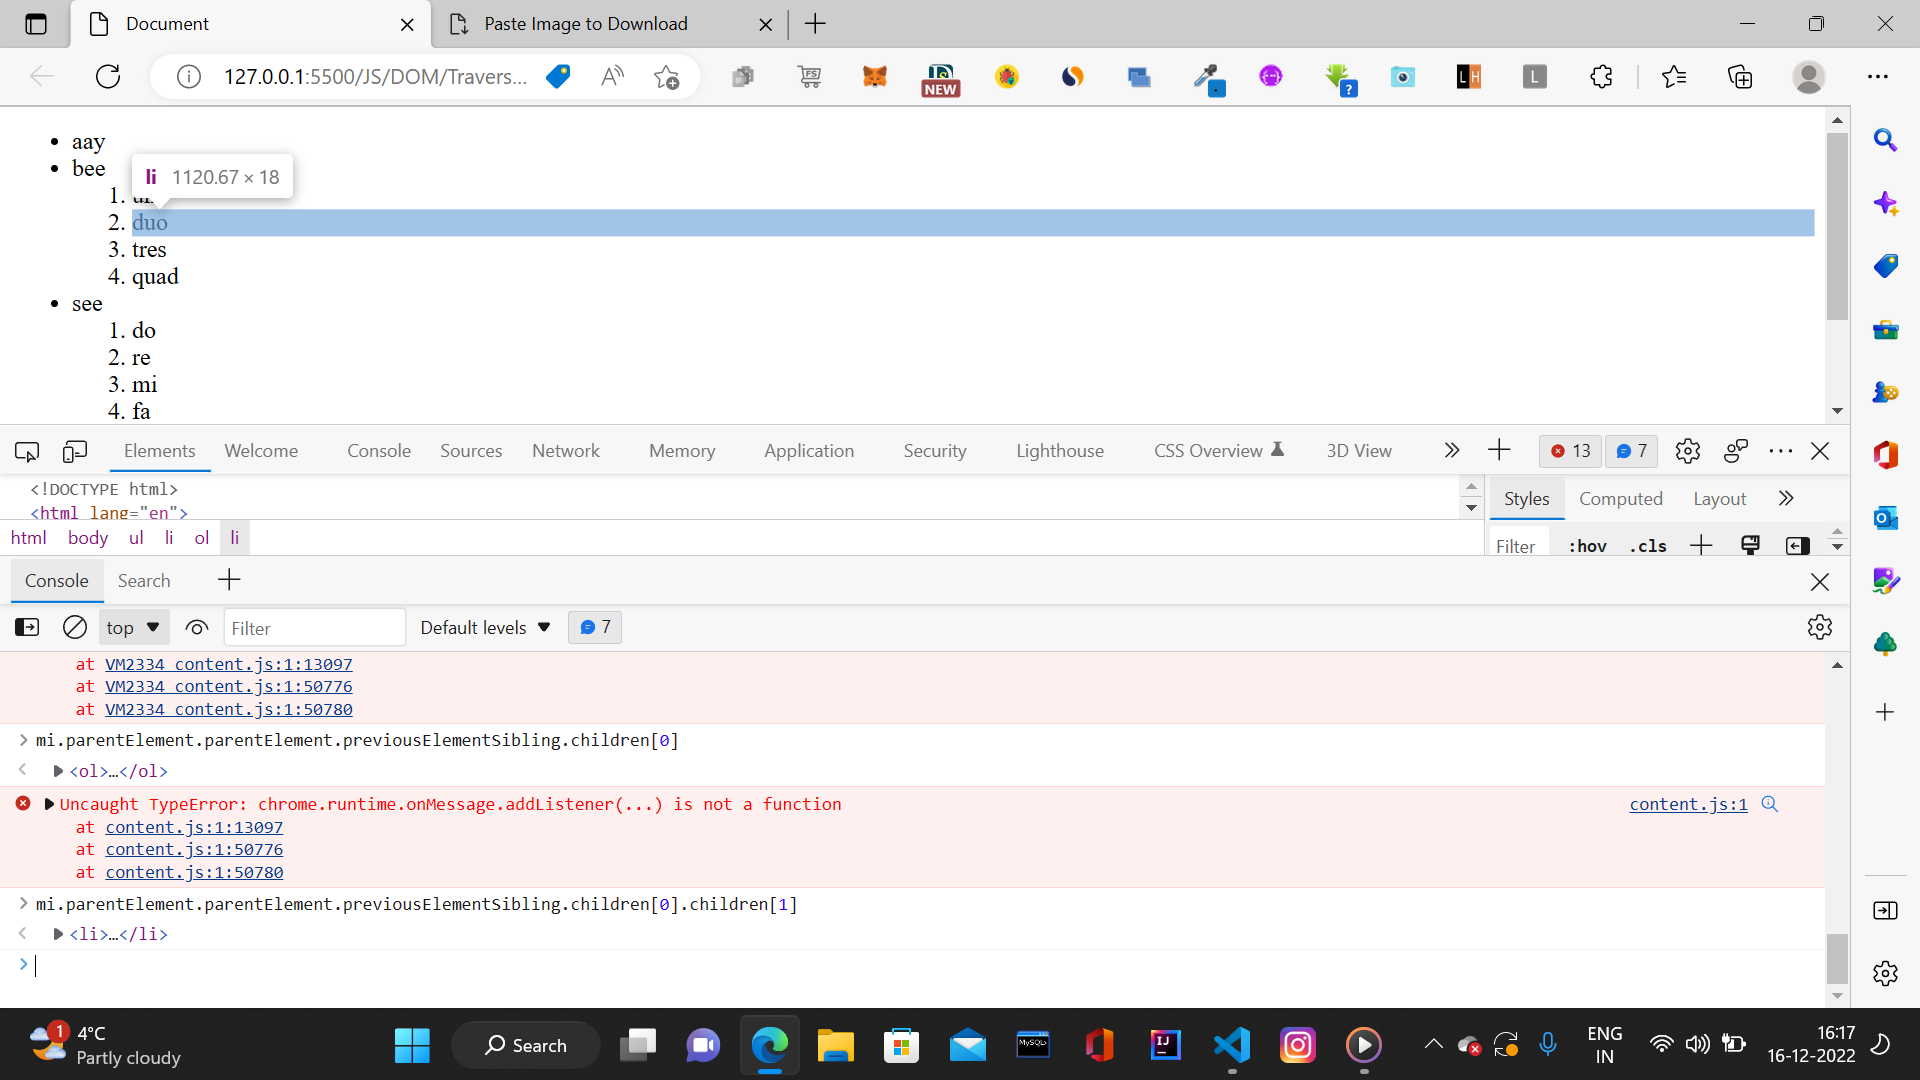 Document
Paste Image to Download
127.0.0.1:5500/JS/DOM/Travers...
NEW
FS
LH
L
?
aay
bee
li 1120.67 × 18
1.
2. duo
3. tres
4. quad
see
1. do
2. re
3. mi
4. fa
Elements Welcome Console Sources Network Memory Application Security Lighthouse CSS Overview 3D View 13 7
<!DOCTYPE html>
<html lang="en">
html body ul li ol li
Styles Computed Layout
Filter :hov .cls
Console Search
top Filter Default levels 7
at VM2334 content.js:1:13097
at VM2334 content.js:1:50776
at VM2334 content.js:1:50780
mi.parentElement.parentElement.previousElementSibling.children[0]
<ol>…</ol>
Uncaught TypeError: chrome.runtime.onMessage.addListener(...) is not a function content.js:1
at content.js:1:13097
at content.js:1:50776
at content.js:1:50780
mi.parentElement.parentElement.previousElementSibling.children[0].children[1]
<li>…</li>
1
4°C
Partly cloudy
Search
MySQL
IJ
ENG
IN
16:17
16-12-2022